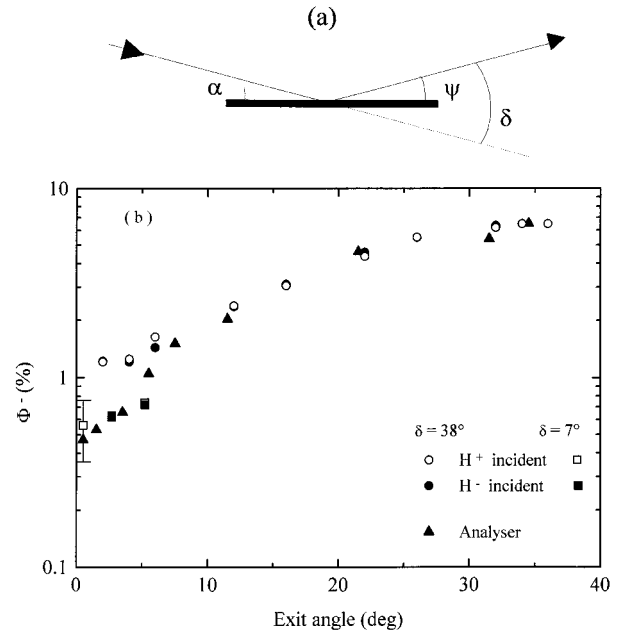 (a)
α
ψ
δ
10
( b )
1
0.1
Φ - (%)
δ = 38° δ = 7°
H+ incident
H- incident
Analyser
0 10 20 30 40
Exit angle (deg)